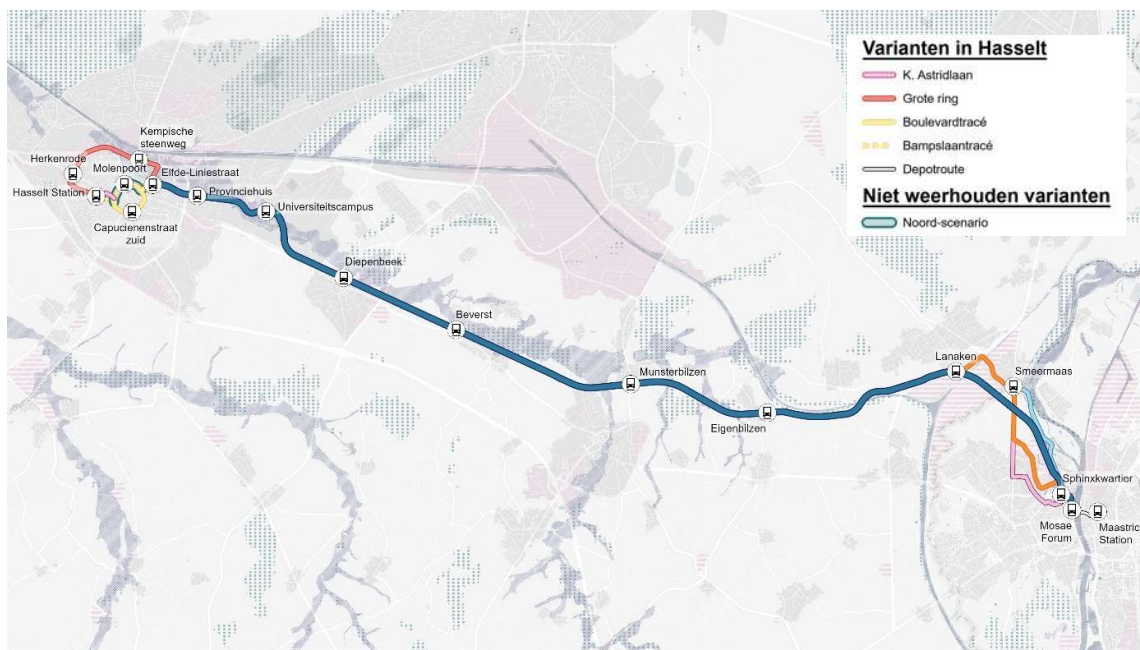 Varianten in Hasselt
K. Astridlaan
Grote ring
Boulevardtracé
Bampslaantracé
Depotroute
Niet weerhouden varianten
Noord-scenario
Kempische
steenweg
Herkenrode
Molenpoort
Elfde-Liniestraat
Hasselt Station
Provinciehuis
Universiteitscampus
Capucienenstraat
zuid
Diepenbeek
Beverst
Munsterbilzen
Eigenbilzen
Lanaken
Smeermaas
Sphinxkwartier
Mosae
Forum
Maastric
Station